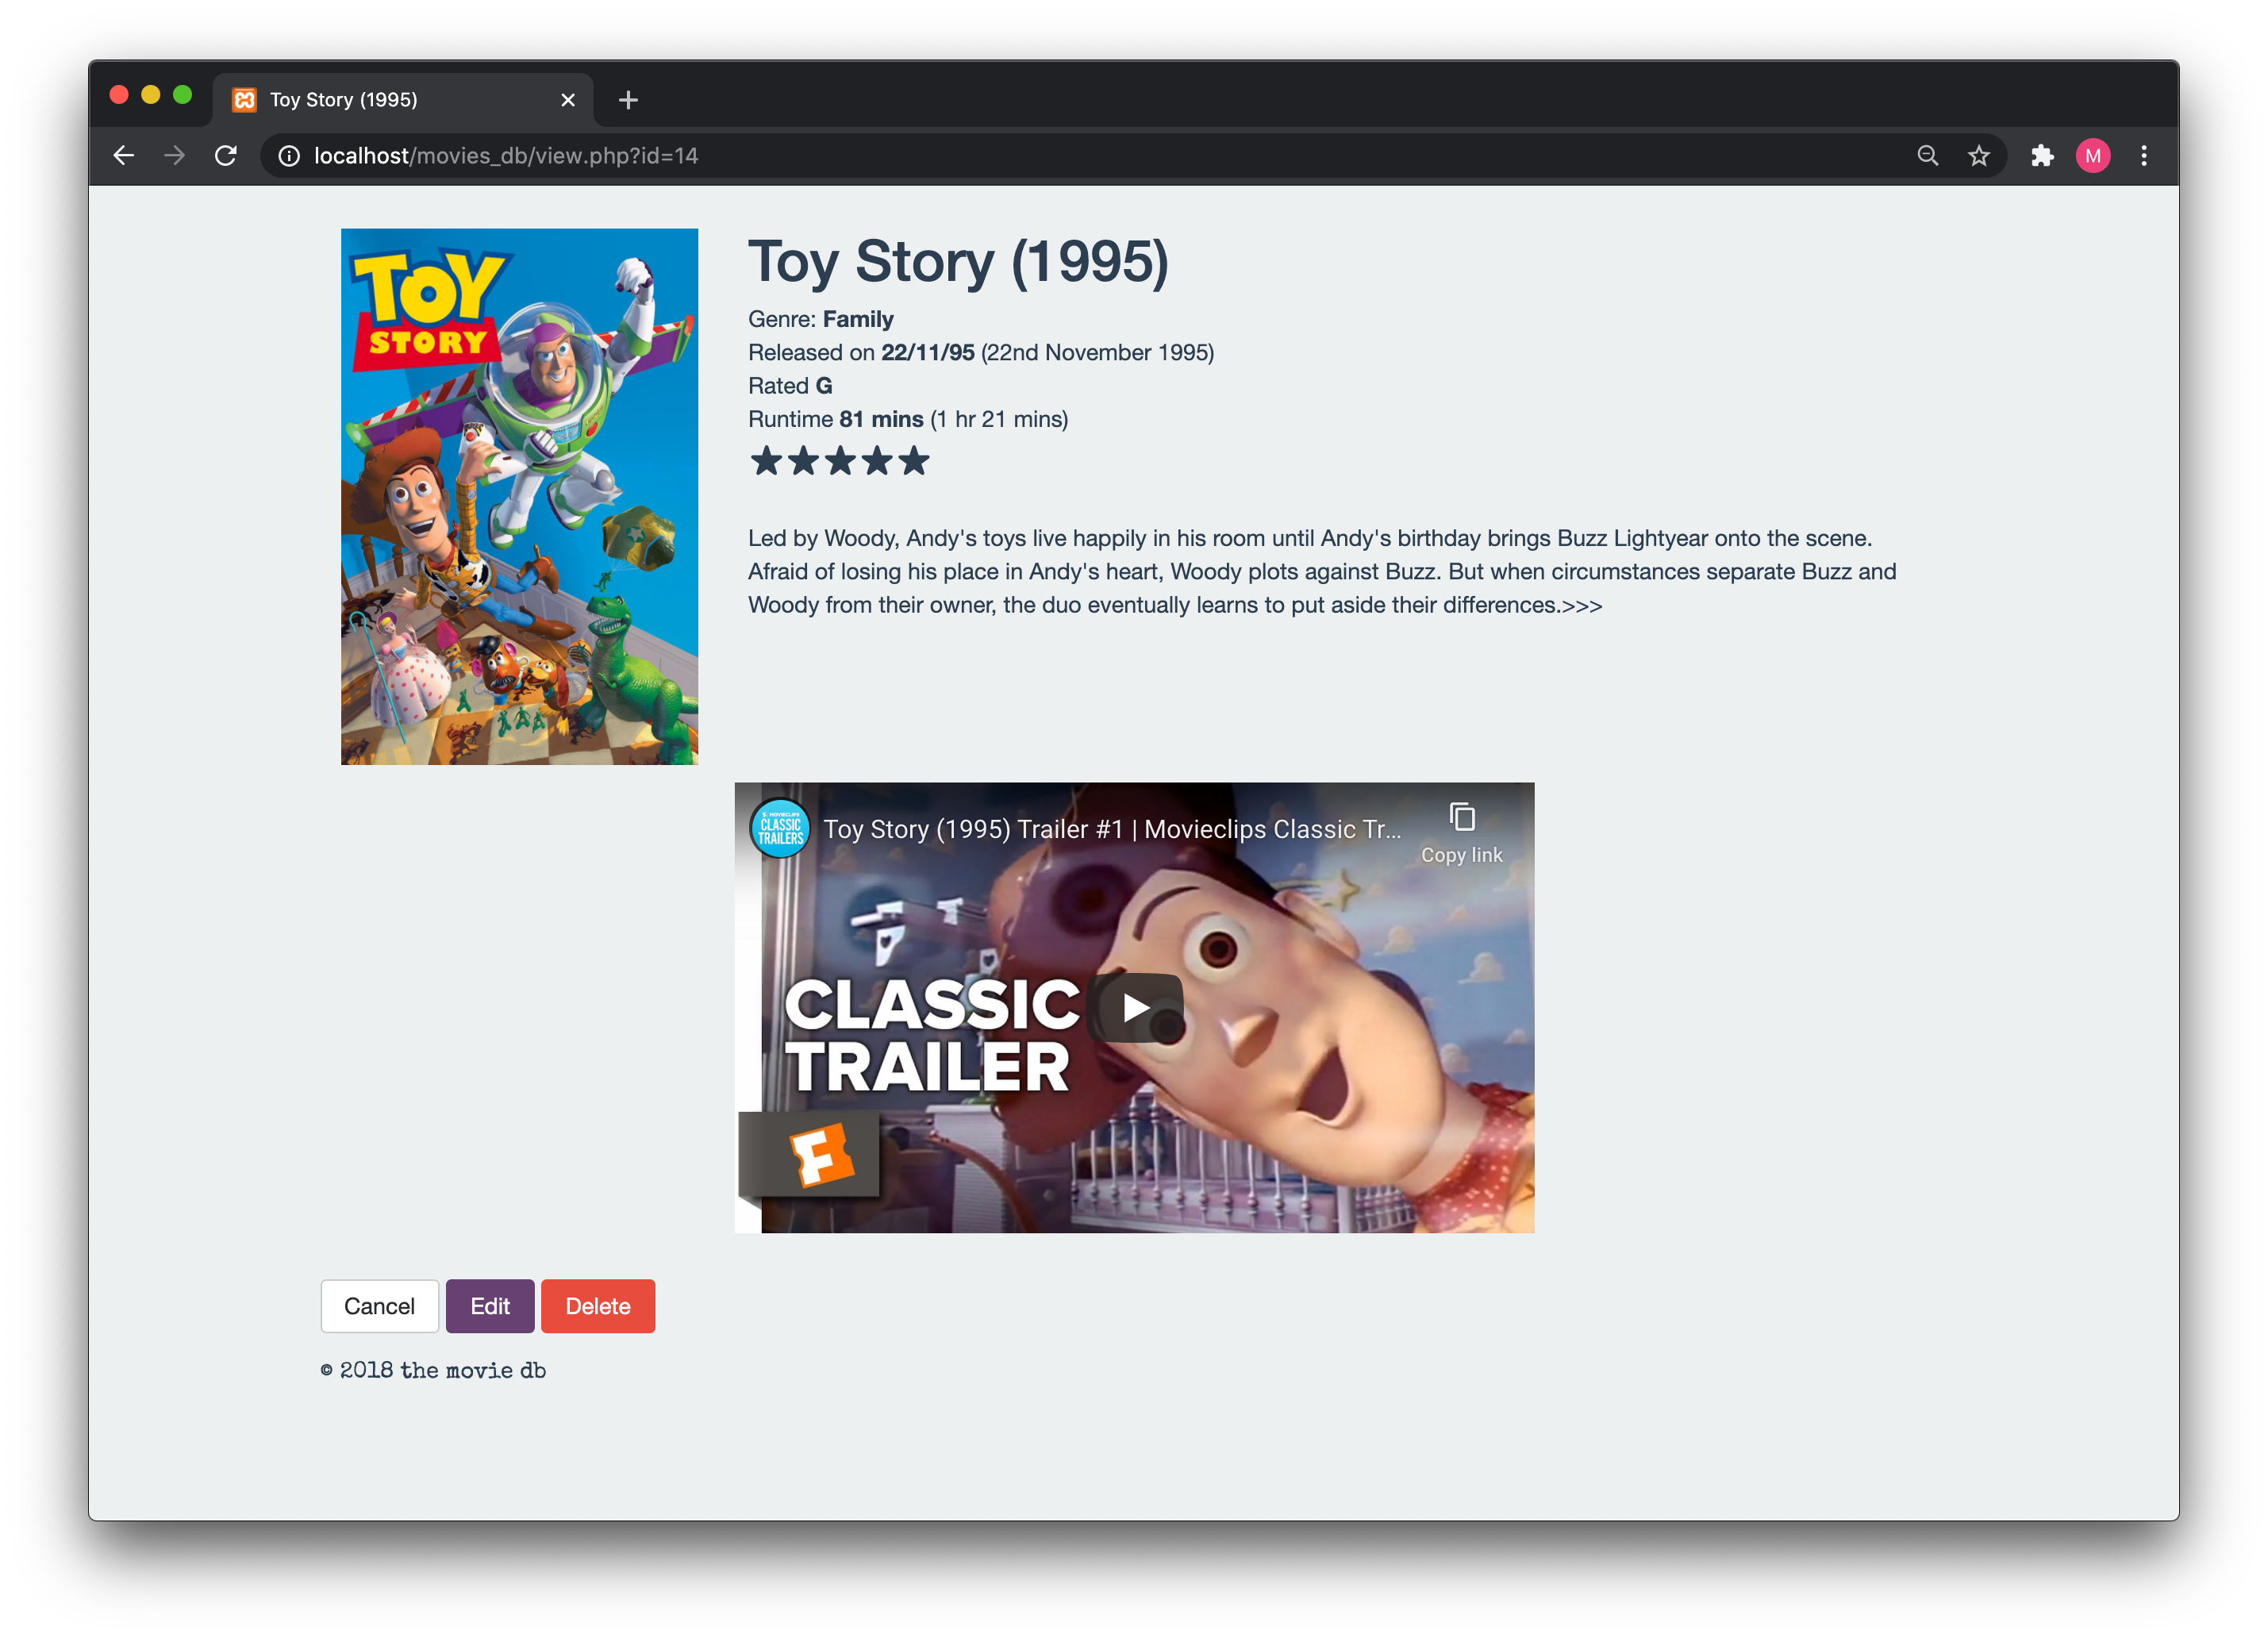 Toy Story (1995)
localhost/movies_db/view.php?id=14
M
TOY
STORY
Toy Story (1995)
Genre: Family
Released on 22/11/95 (22nd November 1995)
Rated G
Runtime 81 mins (1 hr 21 mins)
Led by Woody, Andy's toys live happily in his room until Andy's birthday brings Buzz Lightyear onto the scene.
Afraid of losing his place in Andy's heart, Woody plots against Buzz. But when circumstances separate Buzz and
Woody from their owner, the duo eventually learns to put aside their differences.>>>
MOVIECLIPS
CLASSIC
TRAILERS
Toy Story (1995) Trailer #1 | Movieclips Classic Tr...
Copy link
CLASSIC
TRAILER
F
Cancel
Edit
Delete
© 2018 the movie db